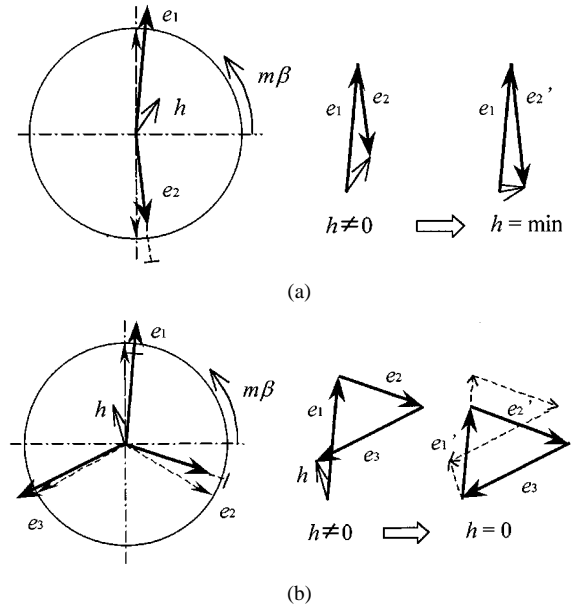 e1
mβ
h
e2
e1
e2
h≠0
e1
e2'
h = min
(a)
e1
mβ
h
e3
e2
e1
e2
e3
h
h≠0
e1'
e2'
e3
h = 0
(b)